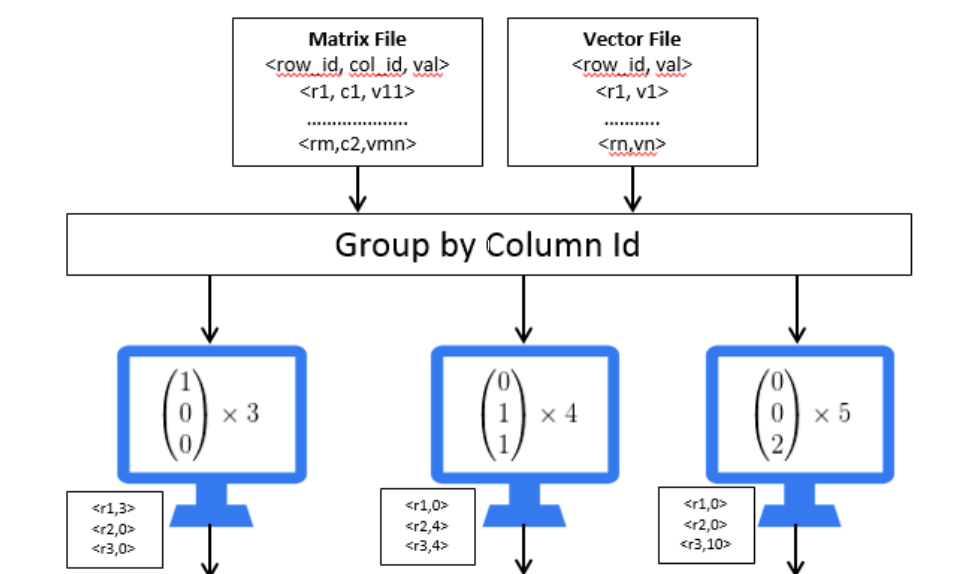 Matrix File
<row_id, col_id, val>
<r1, c1, v11>
....................
<rm,c2,vmn>
Vector File
<row_id, val>
<r1, v1>
...........
<rn,vn>
Group by Column Id
1
0
0
× 3
0
1
1
× 4
0
0
2
× 5
<r1,3>
<r2,0>
<r3,0>
<r1,0>
<r2,4>
<r3,4>
<r1,0>
<r2,0>
<r3,10>